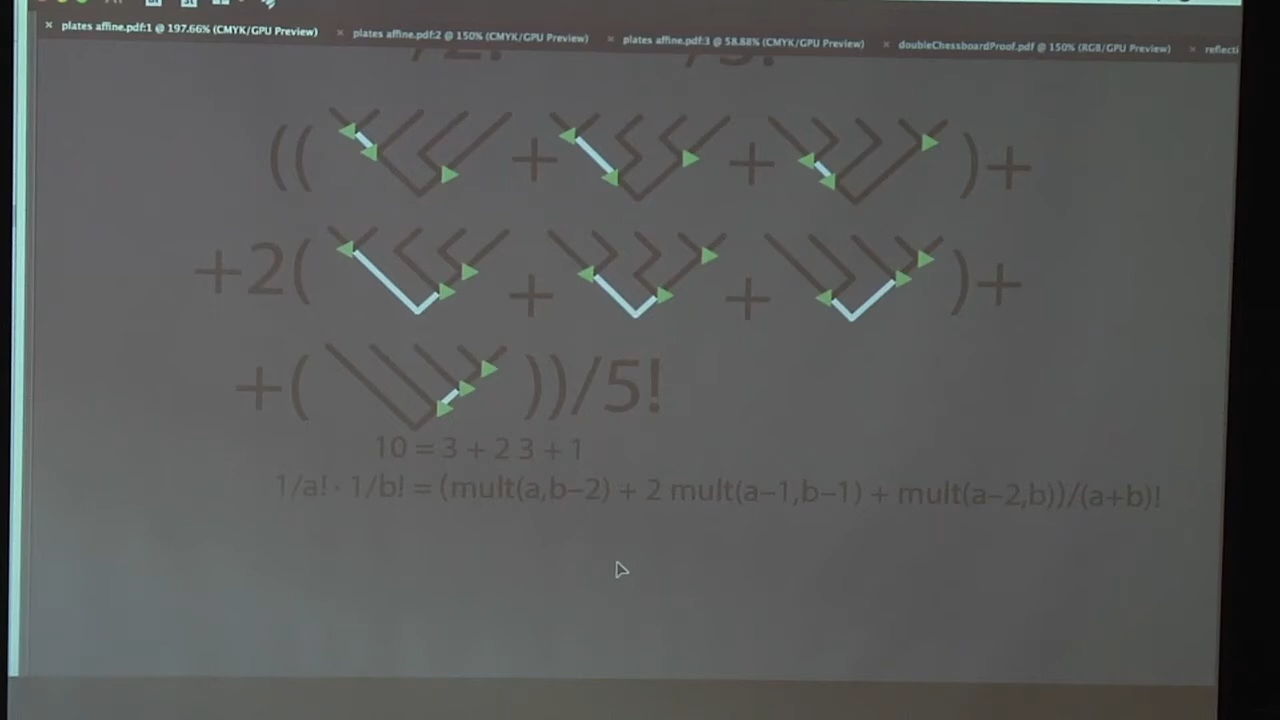 plates affine.pdf:1 @ 197.66% (CMYK/GPU Preview) plates affine.pdf:2 @ 150% (CMYK/GPU Preview) plates affine.pdf:3 @ 58.88% (CMYK/GPU Preview) doubleChessboardProof.pdf @ 150% (RGB/GPU Preview) reflecti
(( + + )+
+2( + + )+
+( ))/5!
10 = 3 + 2 3 + 1
1/a! · 1/b! = (mult(a,b−2) + 2 mult(a−1,b−1) + mult(a−2,b))/(a+b)!